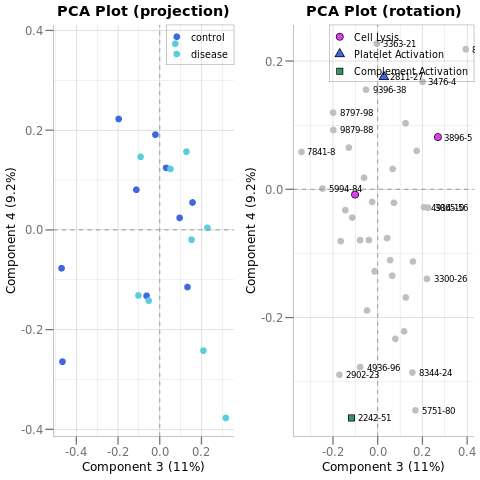 PCA Plot (projection)
control
disease
0.4
0.2
0.0
-0.2
-0.4
-0.4
-0.2
0.0
0.2
Component 4 (9.2%)
Component 3 (11%)
PCA Plot (rotation)
Cell Lysis
Platelet Activation
Complement Activation
3363-21
2811-27
3476-4
9396-38
8797-98
9879-88
3896-5
7841-8
5994-84
3300-26
4936-96
2902-23
8344-24
2242-51
5751-80
0.2
0.0
-0.2
-0.2
0.0
0.2
0.4
Component 4 (9.2%)
Component 3 (11%)